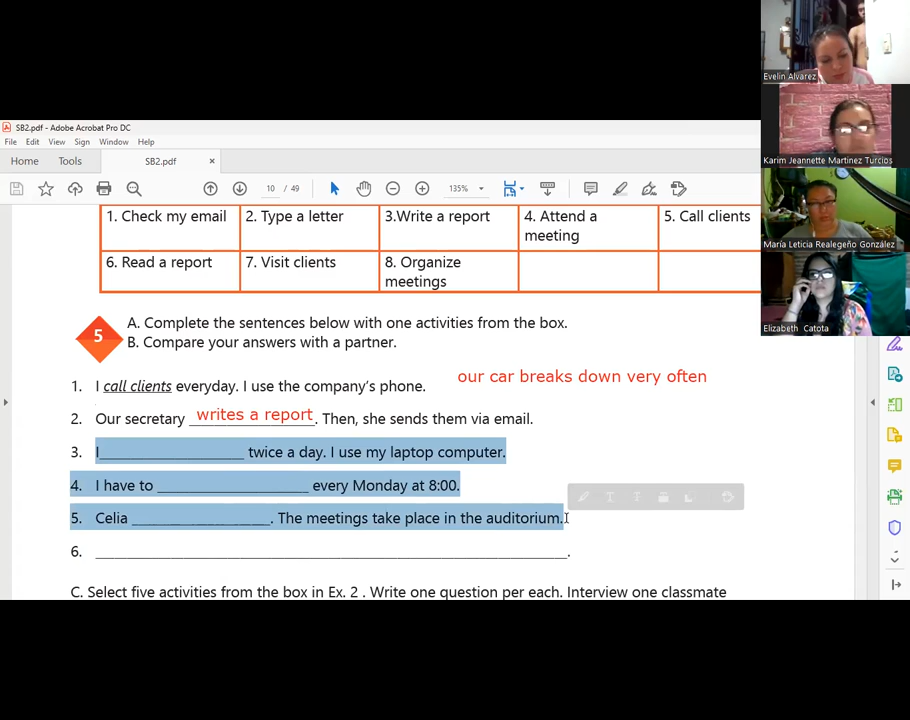 SB2.pdf - Adobe Acrobat Pro DC
File Edit View Sign Window Help
Home Tools SB2.pdf ×
10 / 49 135%
1. Check my email 2. Type a letter 3.Write a report 4. Attend a meeting 5. Call clients
6. Read a report 7. Visit clients 8. Organize meetings
5
A. Complete the sentences below with one activities from the box.
B. Compare your answers with a partner.
our car breaks down very often
1. I call clients everyday. I use the company's phone.
2. Our secretary writes a report. Then, she sends them via email.
3. I____________________ twice a day. I use my laptop computer.
4. I have to _____________________ every Monday at 8:00.
5. Celia ___________________. The meetings take place in the auditorium.
6. _________________________________________________________________.
C. Select five activities from the box in Ex. 2 . Write one question per each. Interview one classmate
Evelin Alvarez
Karim Jeannette Martinez Turcios
María Leticia Realegeño González
Elizabeth Catota